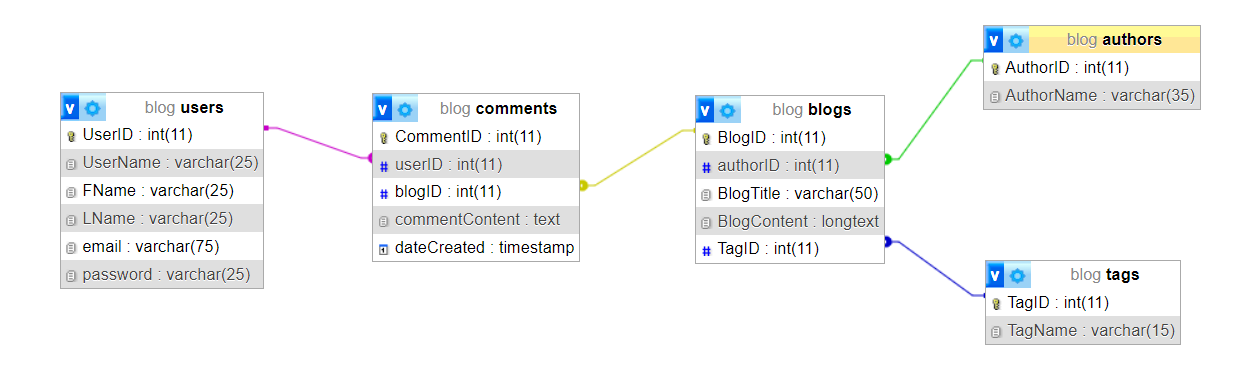 v blog users
UserID : int(11)
UserName : varchar(25)
FName : varchar(25)
LName : varchar(25)
email : varchar(75)
password : varchar(25)
v blog comments
CommentID : int(11)
# userID : int(11)
# blogID : int(11)
commentContent : text
1 dateCreated : timestamp
v blog blogs
BlogID : int(11)
# authorID : int(11)
BlogTitle : varchar(50)
BlogContent : longtext
# TagID : int(11)
v blog authors
AuthorID : int(11)
AuthorName : varchar(35)
v blog tags
TagID : int(11)
TagName : varchar(15)